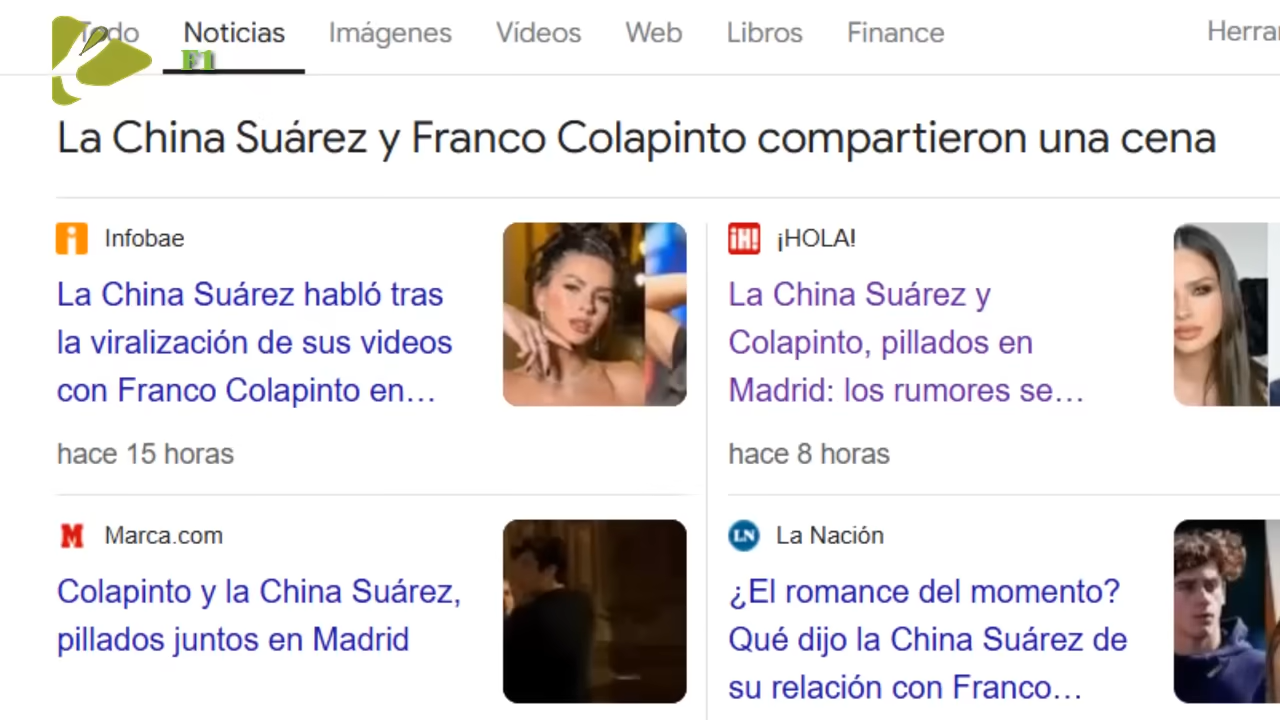 Todo Noticias Imágenes Vídeos Web Libros Finance
F1
La China Suárez y Franco Colapinto compartieron una cena
Infobae
La China Suárez habló tras
la viralización de sus videos
con Franco Colapinto en…
hace 15 horas
¡H!
¡HOLA!
La China Suárez y
Colapinto, pillados en
Madrid: los rumores se…
hace 8 horas
M
Marca.com
Colapinto y la China Suárez,
pillados juntos en Madrid
LN
La Nación
¿El romance del momento?
Qué dijo la China Suárez de
su relación con Franco…